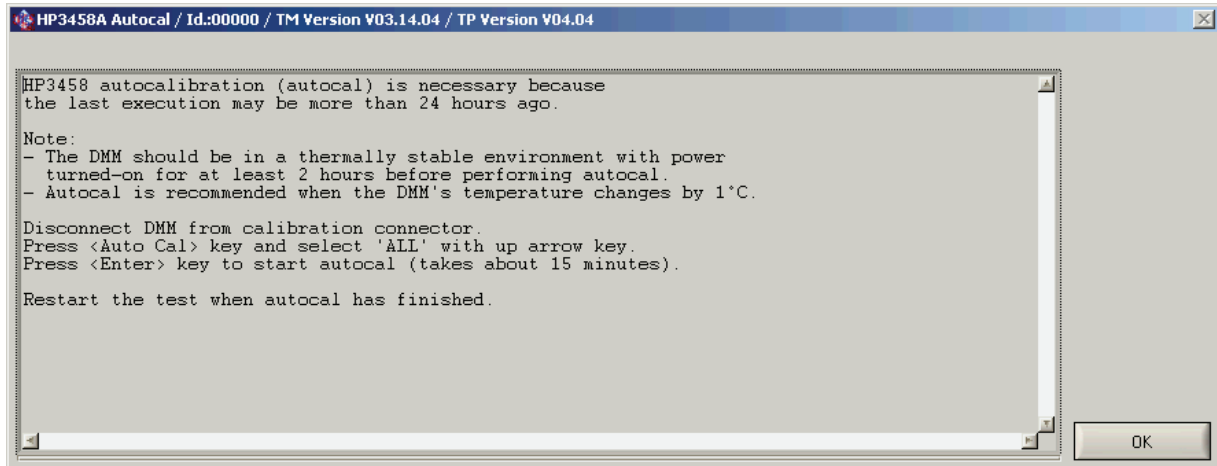 HP3458A Autocal / Id.:00000 / TM Version V03.14.04 / TP Version V04.04
HP3458 autocalibration (autocal) is necessary because
the last execution may be more than 24 hours ago.
Note:
- The DMM should be in a thermally stable environment with power
turned-on for at least 2 hours before performing autocal.
- Autocal is recommended when the DMM's temperature changes by 1°C.
Disconnect DMM from calibration connector.
Press <Auto Cal> key and select 'ALL' with up arrow key.
Press <Enter> key to start autocal (takes about 15 minutes).
Restart the test when autocal has finished.
OK